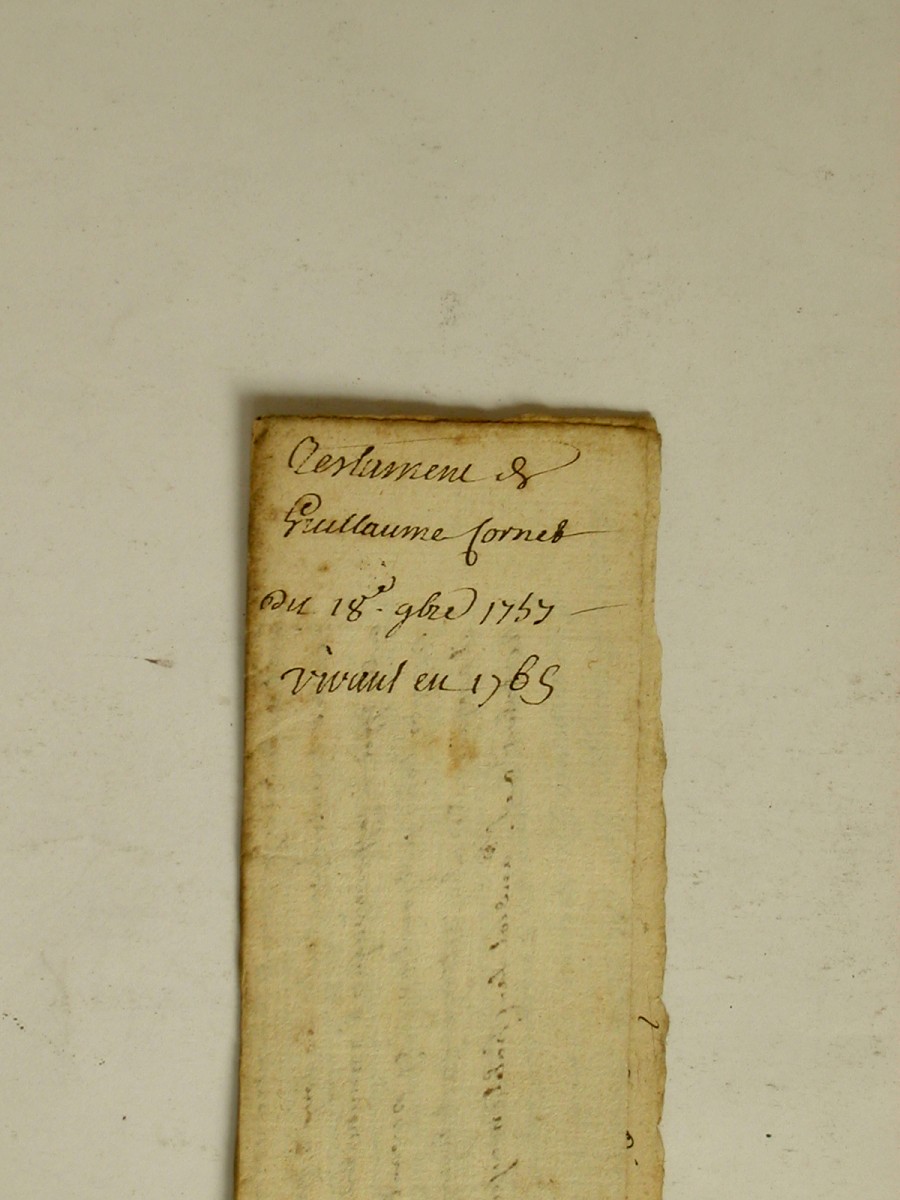 Testament de
Guillaume Cornet
Du 18e. 9bre 1757
vivant en 1765